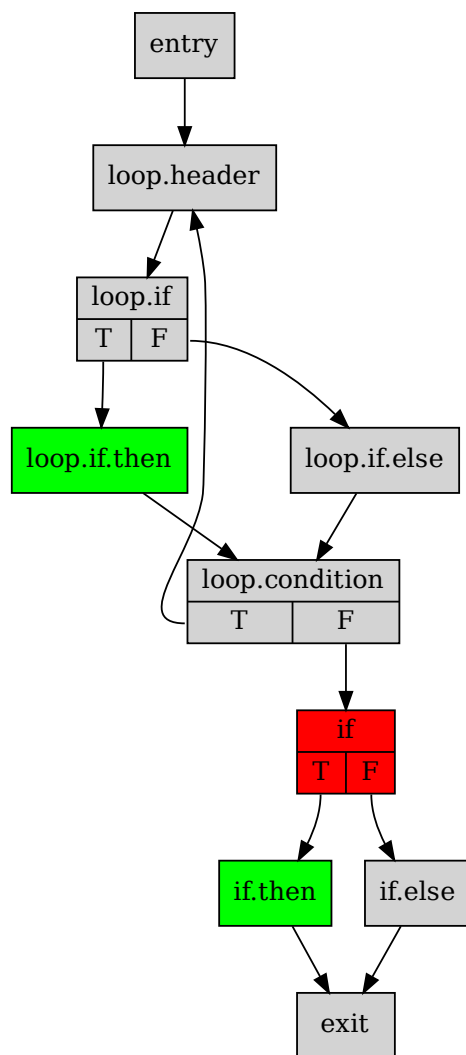 entry
loop.header
loop.if
T F
loop.if.then
loop.if.else
loop.condition
T F
if
T F
if.then
if.else
exit